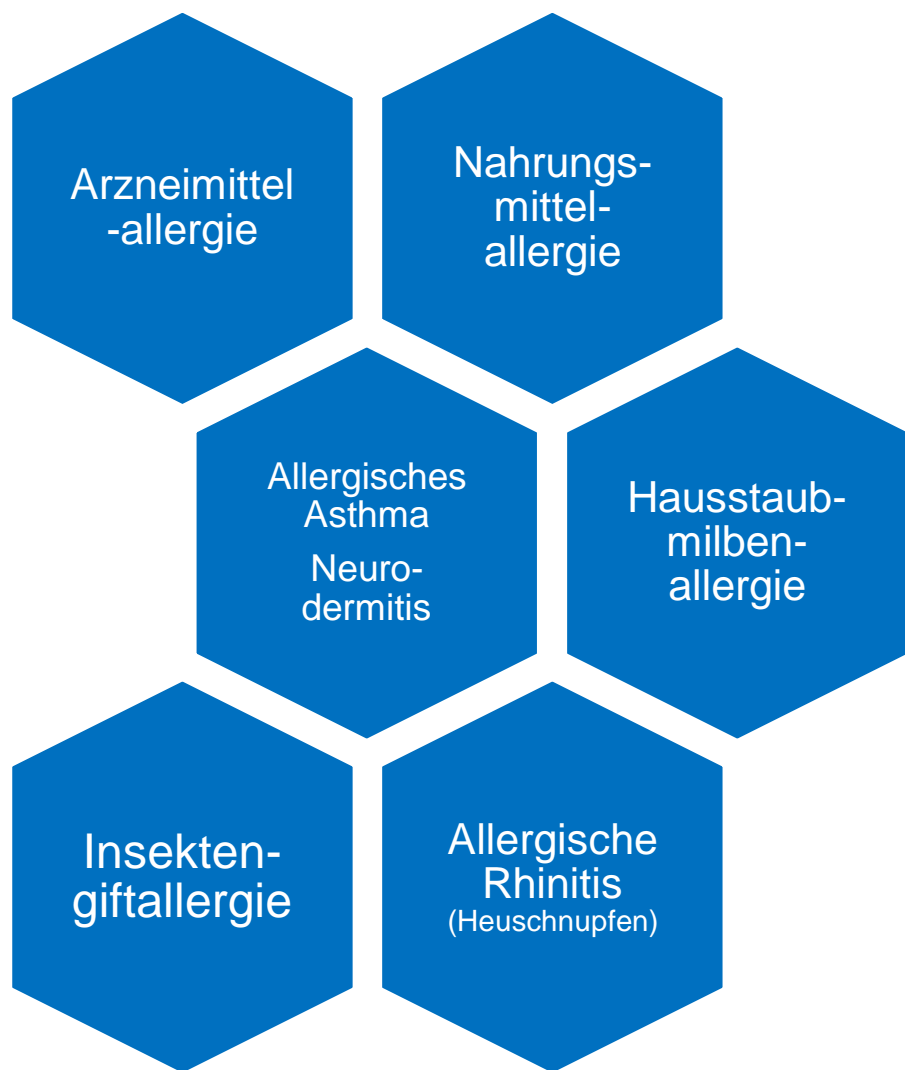 Arzneimittel
-allergie
Nahrungs-
mittel-
allergie
Allergisches
Asthma
Neuro-
dermitis
Hausstaub-
milben-
allergie
Insekten-
giftallergie
Allergische
Rhinitis
(Heuschnupfen)